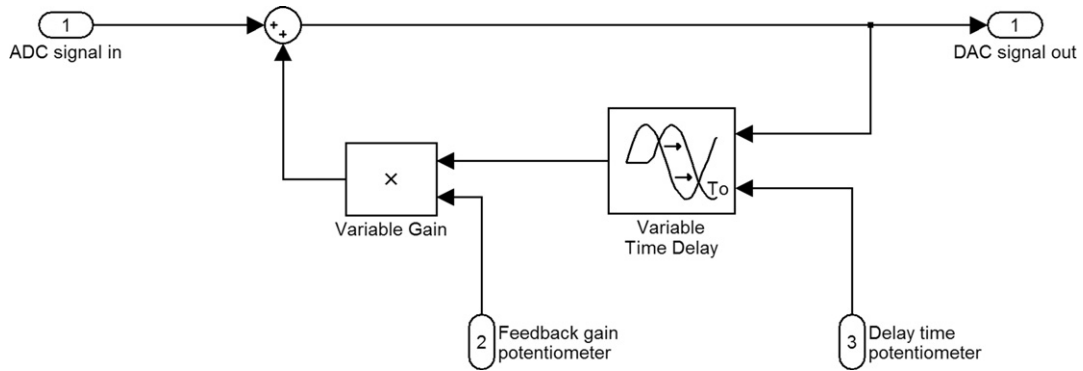 1
ADC signal in
+
+
1
DAC signal out
×
Variable Gain
To
Variable
Time Delay
2
Feedback gain
potentiometer
3
Delay time
potentiometer